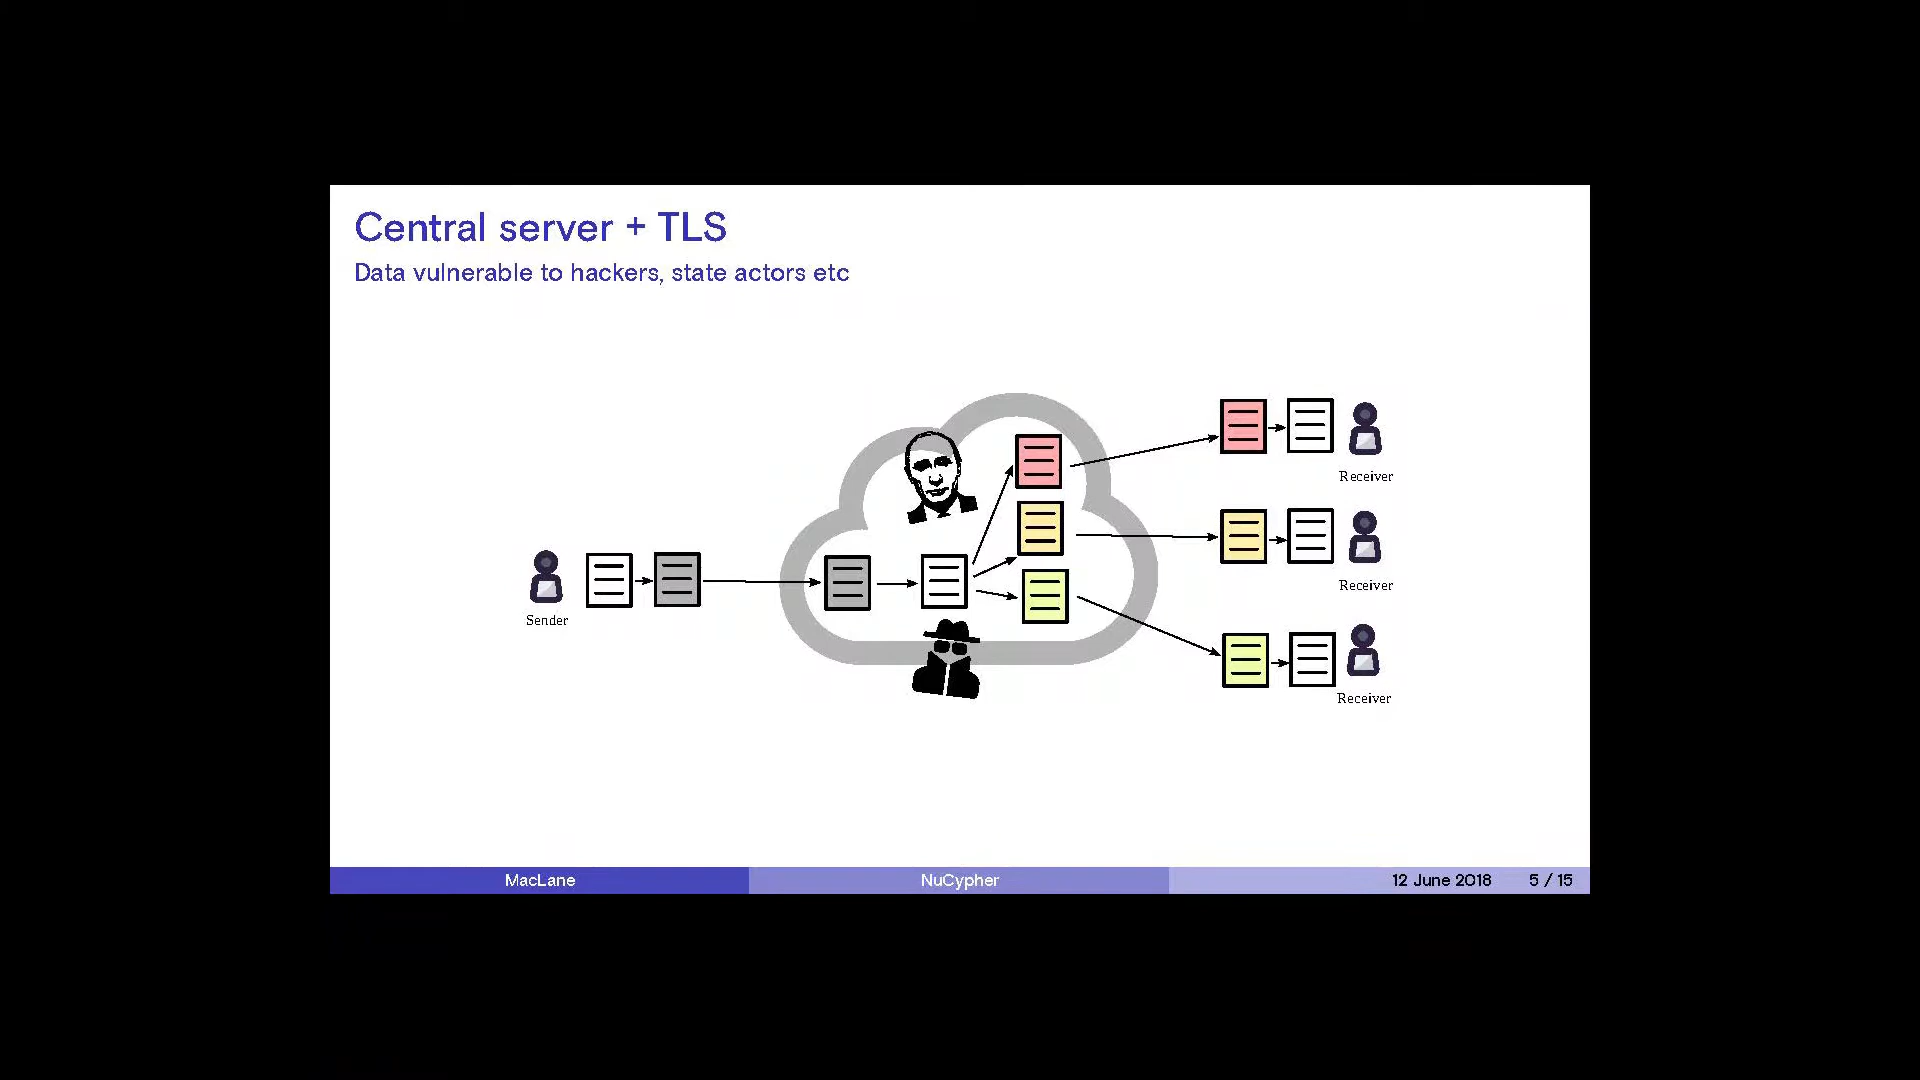 Central server + TLS
Data vulnerable to hackers, state actors etc
Receiver
Receiver
Sender
Receiver
MacLane NuCypher 12 June 2018 5 / 15